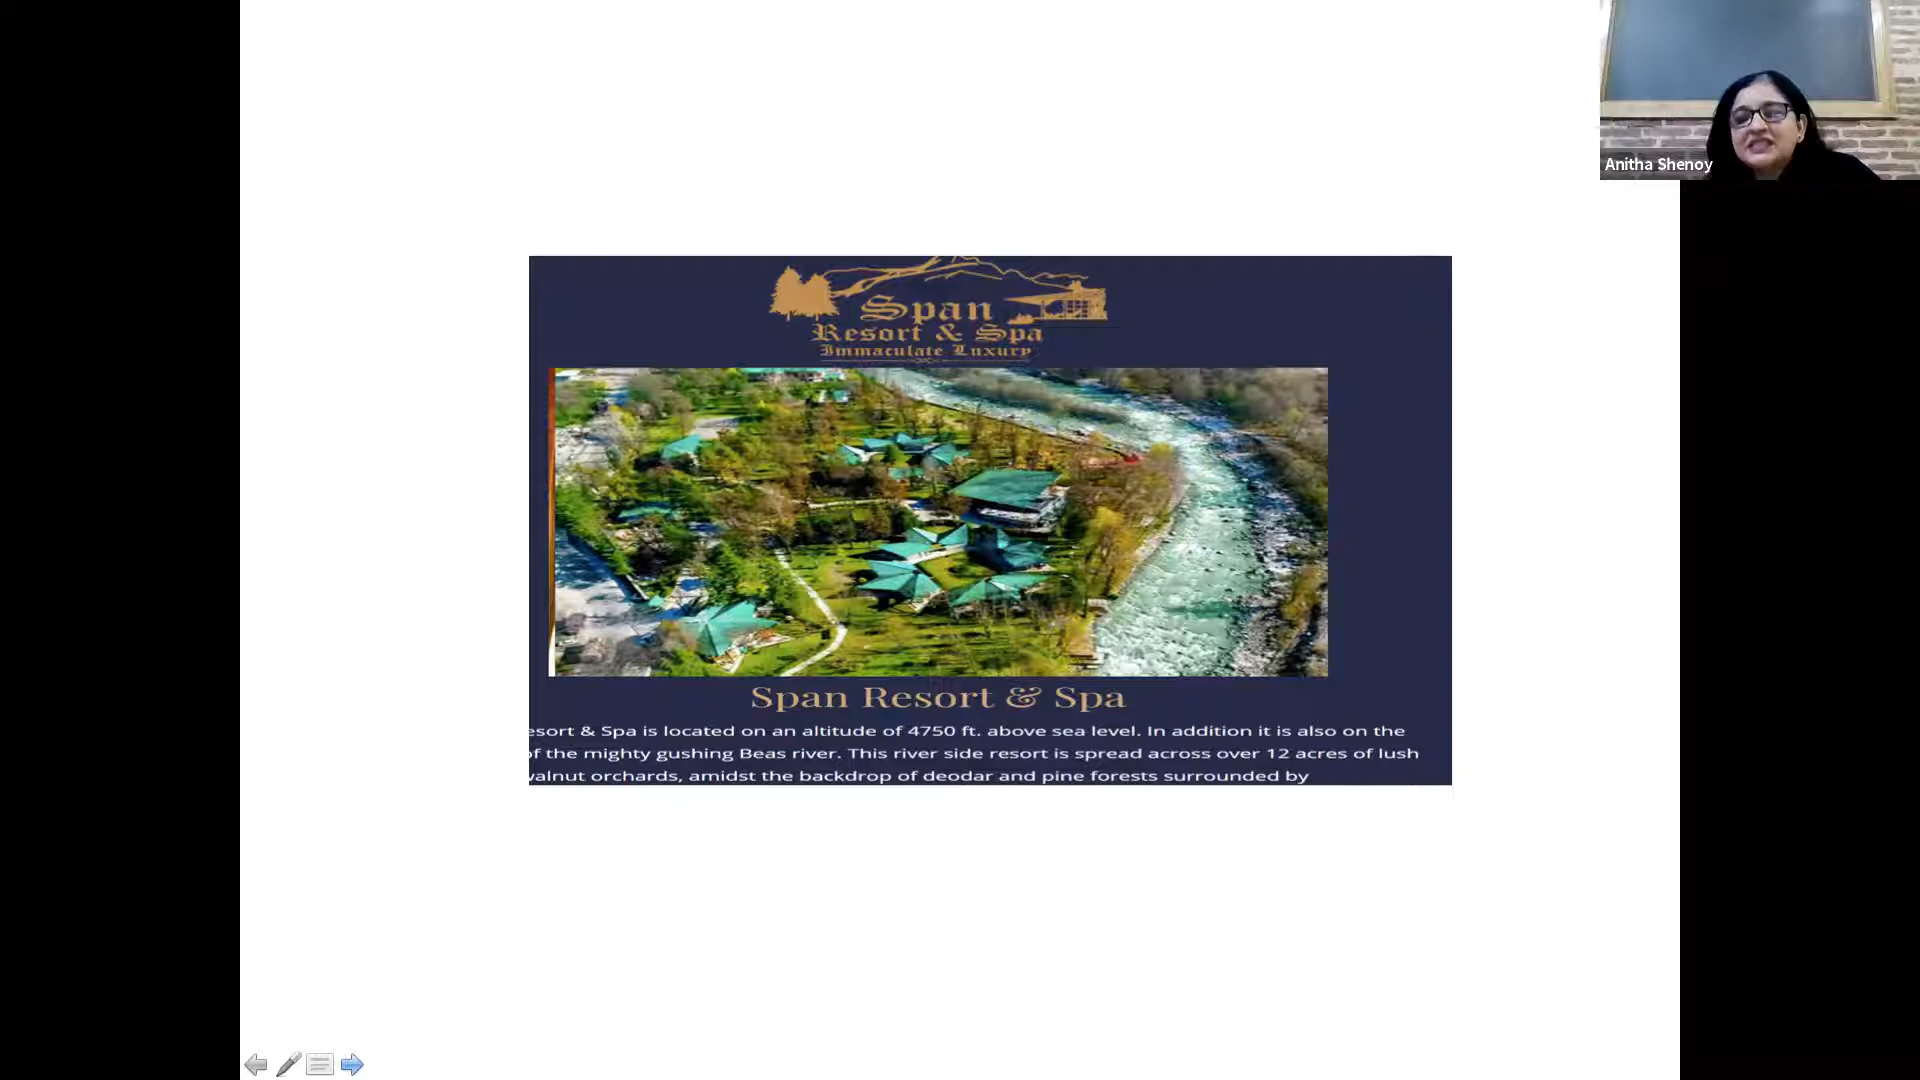 Anitha Shenoy
Span
Resort & Spa
Immaculate Luxury
Span Resort & Spa
esort & Spa is located on an altitude of 4750 ft. above sea level. In addition it is also on the
of the mighty gushing Beas river. This river side resort is spread across over 12 acres of lush
walnut orchards, amidst the backdrop of deodar and pine forests surrounded by